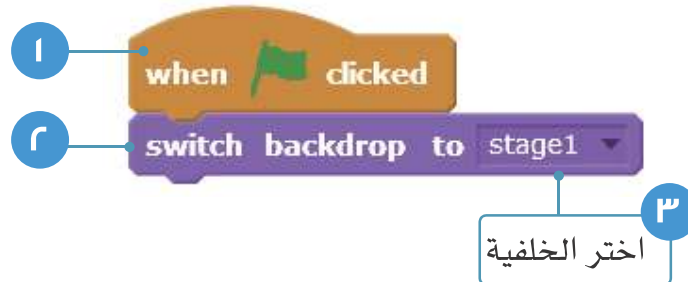 ١
when clicked
٢
switch backdrop to stage1
٣
اختر الخلفية